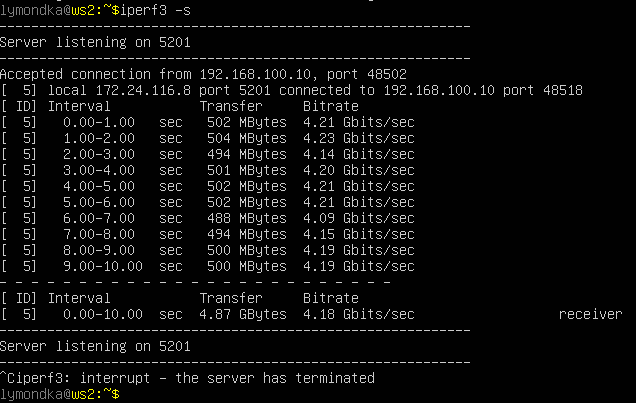 lymondka@ws2:~$iperf3 -s
-----------------------------------------------------------
Server listening on 5201
-----------------------------------------------------------
Accepted connection from 192.168.100.10, port 48502
[  5] local 172.24.116.8 port 5201 connected to 192.168.100.10 port 48518
[ ID] Interval           Transfer     Bitrate
[  5]   0.00-1.00   sec   502 MBytes  4.21 Gbits/sec
[  5]   1.00-2.00   sec   504 MBytes  4.23 Gbits/sec
[  5]   2.00-3.00   sec   494 MBytes  4.14 Gbits/sec
[  5]   3.00-4.00   sec   501 MBytes  4.20 Gbits/sec
[  5]   4.00-5.00   sec   502 MBytes  4.21 Gbits/sec
[  5]   5.00-6.00   sec   502 MBytes  4.21 Gbits/sec
[  5]   6.00-7.00   sec   488 MBytes  4.09 Gbits/sec
[  5]   7.00-8.00   sec   494 MBytes  4.15 Gbits/sec
[  5]   8.00-9.00   sec   500 MBytes  4.19 Gbits/sec
[  5]   9.00-10.00  sec   500 MBytes  4.19 Gbits/sec
- - - - - - - - - - - - - - - - - - - - - - - - -
[ ID] Interval           Transfer     Bitrate
[  5]   0.00-10.00  sec  4.87 GBytes  4.18 Gbits/sec                  receiver
-----------------------------------------------------------
Server listening on 5201
-----------------------------------------------------------
^Ciperf3: interrupt - the server has terminated
lymondka@ws2:~$